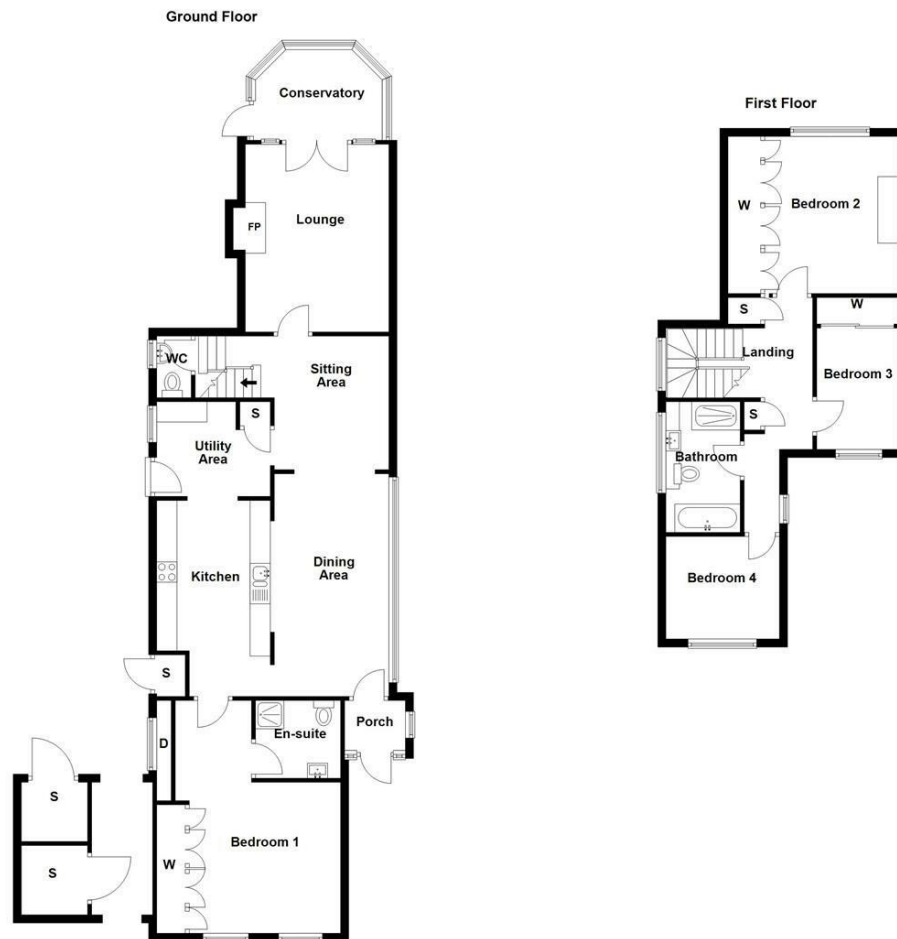 Ground Floor
Conservatory
Lounge
FP
WC
Sitting
Area
S
Utility
Area
Kitchen
Dining
Area
S
D
En-suite
Porch
S
S
W
Bedroom 1
First Floor
W
Bedroom 2
S
W
Landing
Bedroom 3
S
Bathroom
Bedroom 4